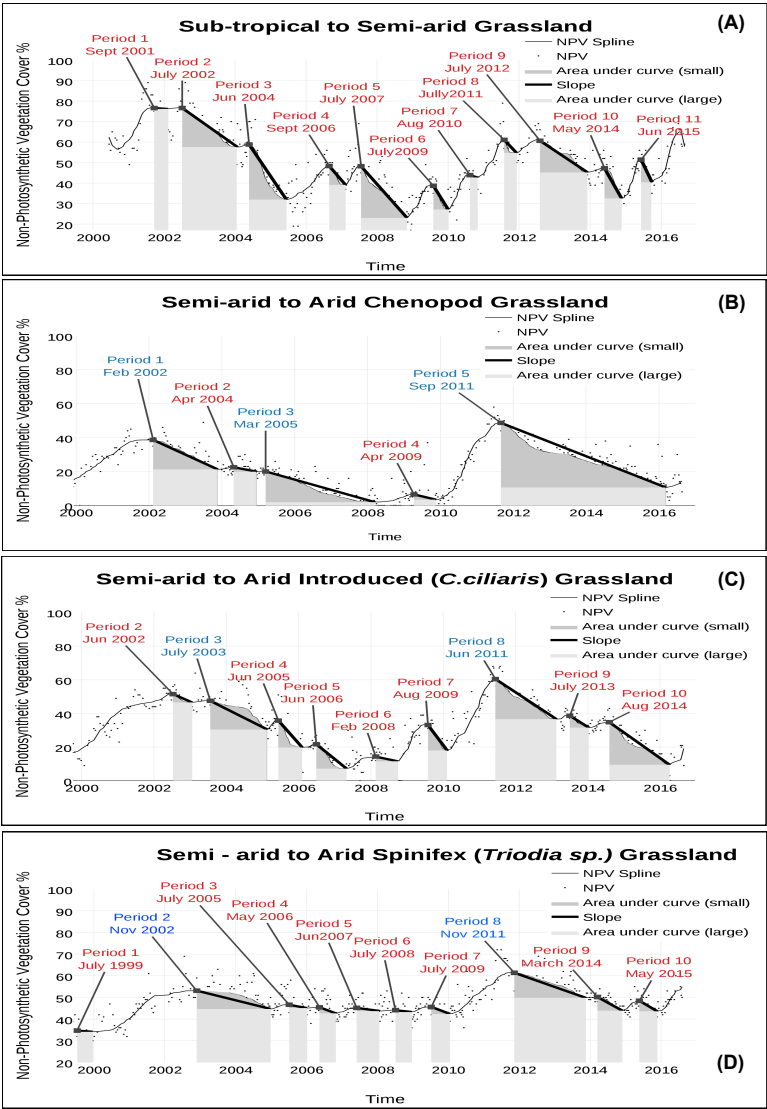 Sub-tropical to Semi-arid Grassland
(A)
Non-Photosynthetic Vegetation Cover %
100
90
80
70
60
50
40
30
20
2000
2002
2004
2006
2008
2010
2012
2014
2016
Time
Period 1
Sept 2001
Period 2
July 2002
Period 3
Jun 2004
Period 4
Sept 2006
Period 5
July 2007
Period 6
July2009
Period 7
Aug 2010
Period 8
Jully2011
Period 9
July 2012
Period 10
May 2014
Period 11
Jun 2015
NPV Spline
NPV
Area under curve (small)
Slope
Area under curve (large)
Semi-arid to Arid Chenopod Grassland
(B)
Non-Photosynthetic Vegetation Cover %
100
80
60
40
20
0
2000
2002
2004
2006
2008
2010
2012
2014
2016
Time
Period 1
Feb 2002
Period 2
Apr 2004
Period 3
Mar 2005
Period 4
Apr 2009
Period 5
Sep 2011
NPV Spline
NPV
Area under curve (small)
Slope
Area under curve (large)
Semi-arid to Arid Introduced (C.ciliaris) Grassland
(C)
Non-Photosynthetic Vegetation Cover %
100
80
60
40
20
0
2000
2002
2004
2006
2008
2010
2012
2014
2016
Time
Period 2
Jun 2002
Period 3
July 2003
Period 4
Jun 2005
Period 5
Jun 2006
Period 6
Feb 2008
Period 7
Aug 2009
Period 8
Jun 2011
Period 9
July 2013
Period 10
Aug 2014
NPV Spline
NPV
Area under curve (small)
Slope
Area under curve (large)
Semi - arid to Arid Spinifex (Triodia sp.) Grassland
(D)
Non-Photosynthetic Vegetation Cover %
100
90
80
70
60
50
40
30
20
2000
2002
2004
2006
2008
2010
2012
2014
2016
Time
Period 1
July 1999
Period 2
Nov 2002
Period 3
July 2005
Period 4
May 2006
Period 5
Jun2007
Period 6
July 2008
Period 7
July 2009
Period 8
Nov 2011
Period 9
March 2014
Period 10
May 2015
NPV Spline
NPV
Area under curve (small)
Slope
Area under curve (large)